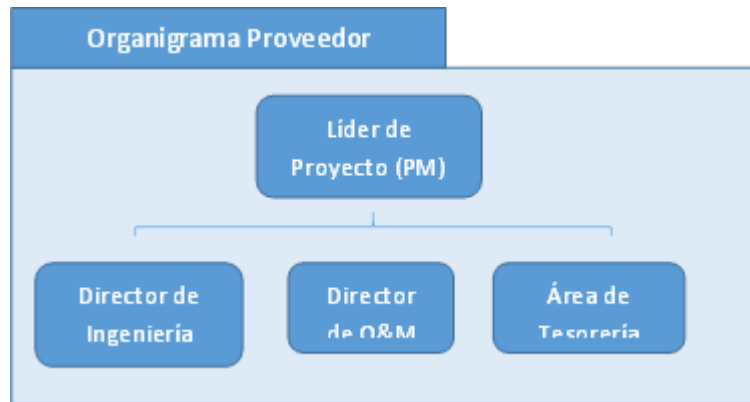 Organigrama Proveedor
Líder de
Proyecto (PM)
Director de
Ingeniería
Director
de O&M
Área de
Tesorería